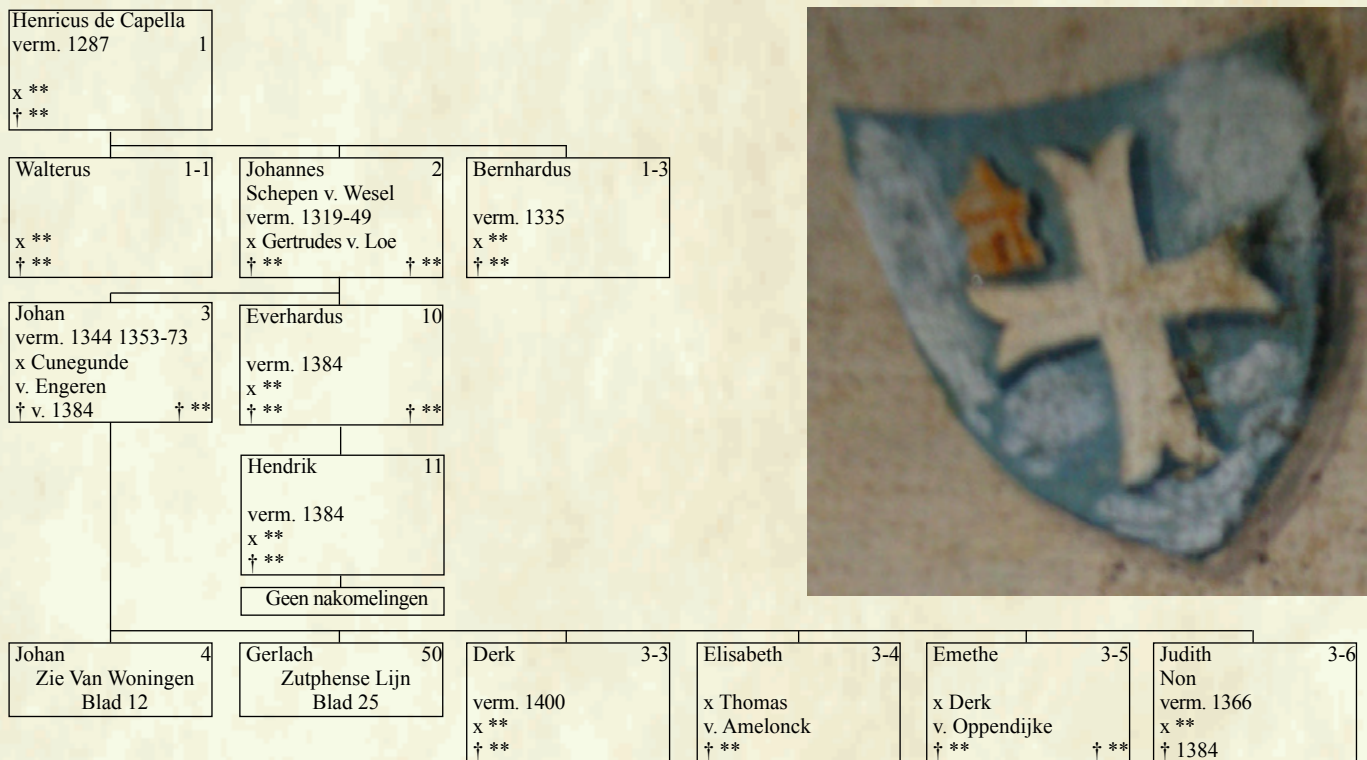 Henricus de Capella
verm. 1287 1
x **
† **
Walterus 1-1
x **
† **
Johannes 2
Schepen v. Wesel
verm. 1319-49
x Gertrudes v. Loe
† ** † **
Bernhardus 1-3
verm. 1335
x **
† **
Johan 3
verm. 1344 1353-73
x Cunegunde
v. Engeren
† v. 1384 † **
Everhardus 10
verm. 1384
x **
† ** † **
Hendrik 11
verm. 1384
x **
† **
Geen nakomelingen
Johan 4
Zie Van Woningen
Blad 12
Gerlach 50
Zutphense Lijn
Blad 25
Derk 3-3
verm. 1400
x **
† **
Elisabeth 3-4
x Thomas
v. Amelonck
† **
Emethe 3-5
x Derk
v. Oppendijke
† ** † **
Judith 3-6
Non
verm. 1366
x **
† 1384